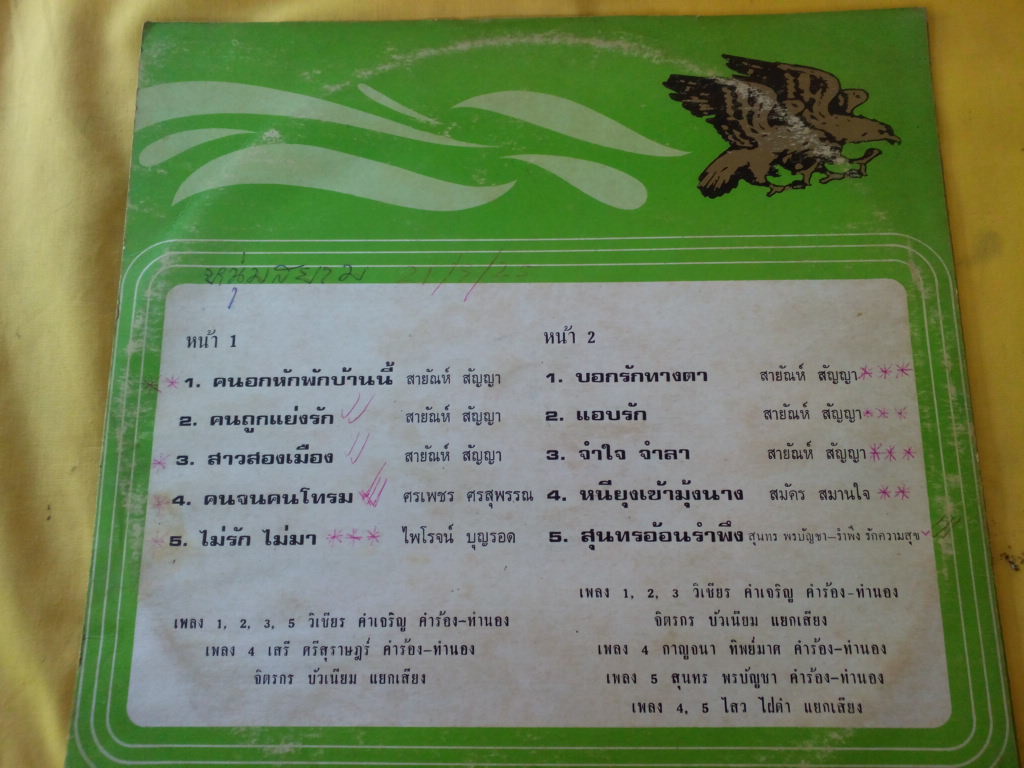 หนุ่มสยาม
หน้า 1
1. คนอกหักพักบ้านนี้ สายัณห์ สัญญา
2. คนถูกแย่งรัก สายัณห์ สัญญา
3. สาวสองเมือง สายัณห์ สัญญา
4. คนจนคนโทรม ศรเพชร ศรสุพรรณ
5. ไม่รัก ไม่มา ไพโรจน์ บุญรอด
เพลง 1, 2, 3, 5 วิเชียร คำเจริญ คำร้อง-ทำนอง
เพลง 4 เสรี ศรีสุราษฎร์ คำร้อง-ทำนอง
จิตรกร บัวเนียม แยกเสียง
หน้า 2
1. บอกรักทางตา สายัณห์ สัญญา
2. แอบรัก สายัณห์ สัญญา
3. จำใจ จำลา สายัณห์ สัญญา
4. หนียุงเข้ามุ้งนาง สมัคร สมานใจ
5. สุนทรอ้อนรำพึง สุนทร พรบัญชา-รำพึง รักความสุข
เพลง 1, 2, 3 วิเชียร คำเจริญ คำร้อง-ทำนอง
จิตรกร บัวเนียม แยกเสียง
เพลง 4 กาญจนา ทิพย์มาศ คำร้อง-ทำนอง
เพลง 5 สุนทร พรบัญชา คำร้อง-ทำนอง
เพลง 4, 5 ไสว ไฝดำ แยกเสียง